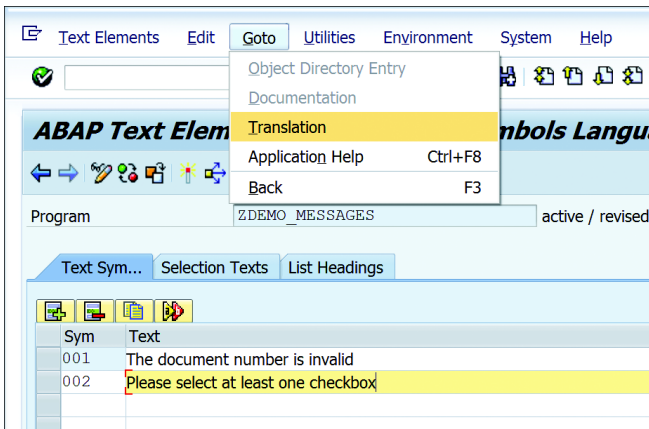 Text Elements Edit Goto Utilities Environment System Help
Object Directory Entry
Documentation
Translation
Application Help Ctrl+F8
Back F3
ABAP Text Elem mbols Langu
Program ZDEMO_MESSAGES active / revised
Text Sym... Selection Texts List Headings
Sym Text
001 The document number is invalid
002 Please select at least one checkbox